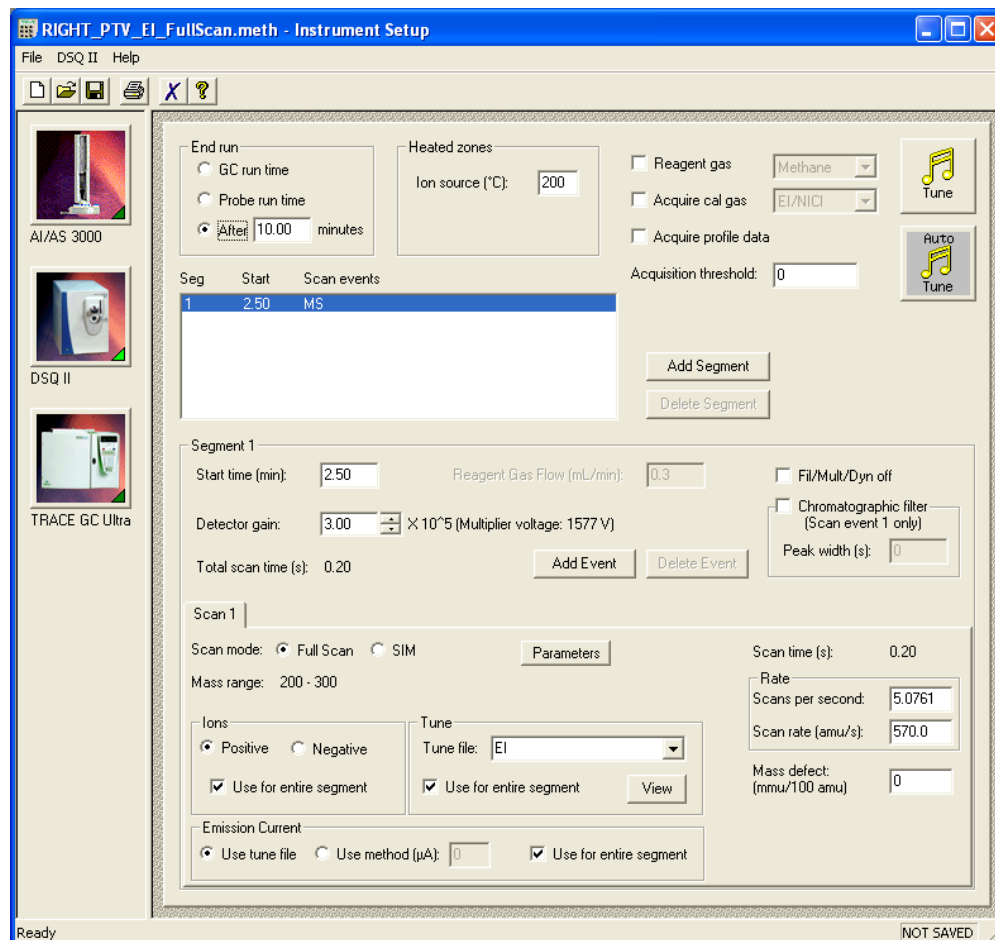 RIGHT_PTV_EI_FullScan.meth - Instrument Setup
File DSQ II Help
End run
GC run time
Probe run time
After 10.00 minutes
Heated zones
Ion source (°C): 200
Reagent gas Methane
Acquire cal gas EI/NICI
Acquire profile data
Acquisition threshold: 0
Tune
Auto
Tune
AI/AS 3000
DSQ II
TRACE GC Ultra
Seg Start Scan events
1 2.50 MS
Add Segment
Delete Segment
Segment 1
Start time (min): 2.50 Reagent Gas Flow (mL/min): 0.3 Fil/Mult/Dyn off
Detector gain: 3.00 X 10^5 (Multiplier voltage: 1577 V)
Chromatographic filter
(Scan event 1 only)
Peak width (s): 0
Total scan time (s): 0.20 Add Event Delete Event
Scan 1
Scan mode: Full Scan SIM Parameters Scan time (s): 0.20
Mass range: 200 - 300
Rate
Scans per second: 5.0761
Scan rate (amu/s): 570.0
Ions
Positive Negative
Use for entire segment
Tune
Tune file: EI
Use for entire segment View
Mass defect:
(mmu/100 amu) 0
Emission Current
Use tune file Use method (µA): 0 Use for entire segment
Ready NOT SAVED